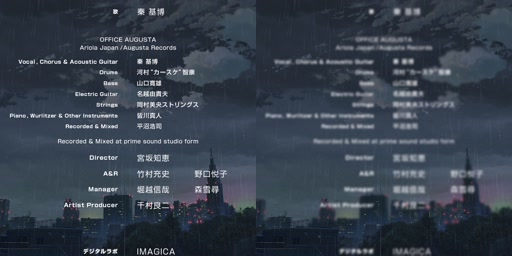 歌 秦 基博
OFFICE AUGUSTA
Ariola Japan /Augusta Records
Vocal, Chorus & Acoustic Guitar 秦 基博
Drums 河村"カースケ"智康
Bass 山口寛雄
Electric Guitar 名越由貴夫
Strings 岡村美央ストリングス
Piano, Wurlitzer & Other Instruments 皆川真人
Recorded & Mixed 平沼浩司
Recorded & Mixed at prime sound studio form
Director 宮坂知恵
A&R 竹村充史 野口悦子
Manager 堀越信哉 森雪尋
Artist Producer 千村良二
デジタルラボ IMAGICA